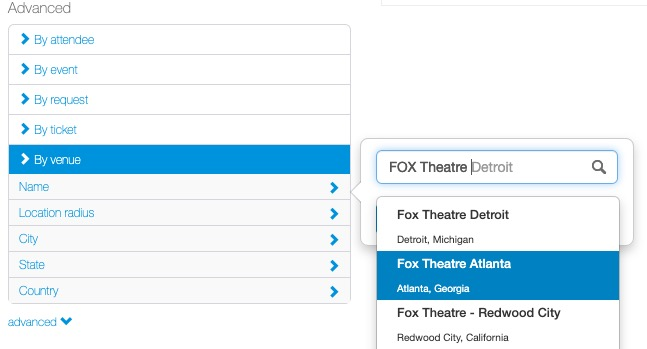 Advanced
By attendee
By event
By request
By ticket
By venue
Name
Location radius
City
State
Country
advanced
FOX Theatre Detroit
Fox Theatre Detroit
Detroit, Michigan
Fox Theatre Atlanta
Atlanta, Georgia
Fox Theatre - Redwood City
Redwood City, California